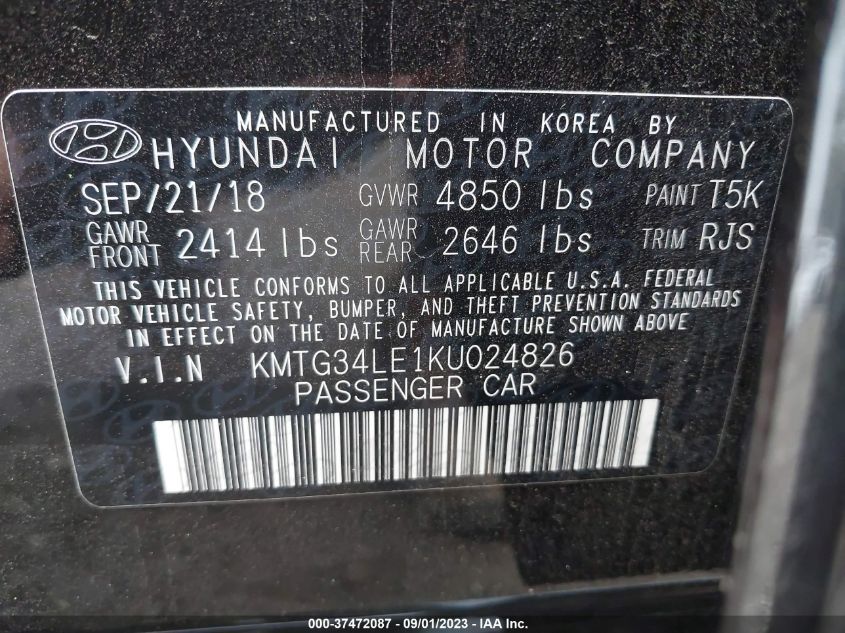 MANUFACTURED IN KOREA BY
HYUNDAI MOTOR COMPANY
SEP/21/18 GVWR 4850 lbs PAINT T5K
GAWR FRONT 2414 lbs GAWR REAR 2646 lbs TRIM RJS
THIS VEHICLE CONFORMS TO ALL APPLICABLE U.S.A. FEDERAL
MOTOR VEHICLE SAFETY, BUMPER, AND THEFT PREVENTION STANDARDS
IN EFFECT ON THE DATE OF MANUFACTURE SHOWN ABOVE
V.I.N KMTG34LE1KU024826
PASSENGER CAR
000-37472087 - 09/01/2023 - IAA Inc.